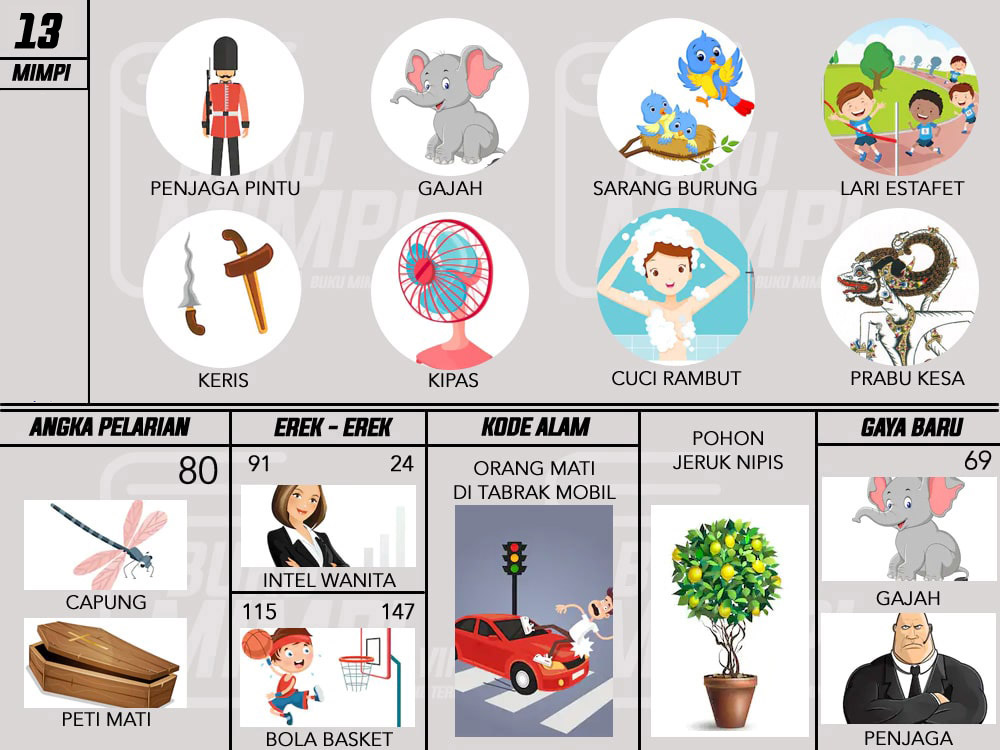 13
MIMPI
PENJAGA PINTU
GAJAH
SARANG BURUNG
LARI ESTAFET
KERIS
KIPAS
CUCI RAMBUT
PRABU KESA
ANGKA PELARIAN
80
CAPUNG
PETI MATI
EREK - EREK
91 24
INTEL WANITA
115 147
BOLA BASKET
KODE ALAM
ORANG MATI
DI TABRAK MOBIL
POHON
JERUK NIPIS
GAYA BARU
69
GAJAH
PENJAGA
BUKU
MIMPI